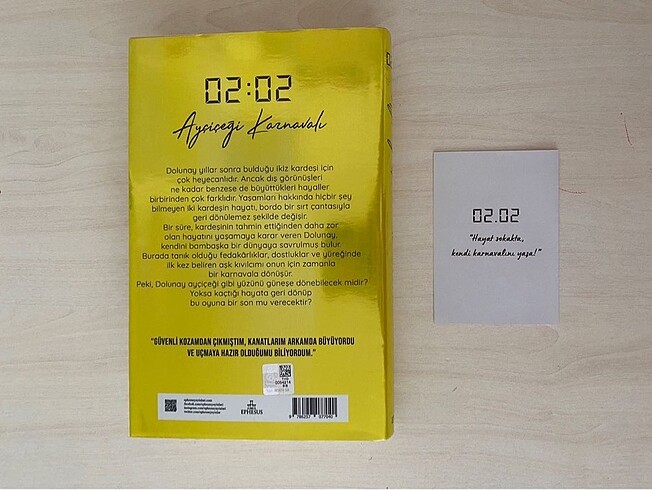 02:02
Ayçiçeği Karnavalı
Dolunay yıllar sonra bulduğu ikiz kardeşi için
çok heyecanlıdır. Ancak dış görünüşleri
ne kadar benzese de büyüttükleri hayaller
birbirinden çok farklıdır. Yaşamları hakkında hiçbir şey
bilmeyen iki kardeşin hayatı, bordo bir sırt çantasıyla
geri dönülemez şekilde değişir.
Bir süre, kardeşinin tahmin ettiğinden daha zor
olan hayatını yaşamaya karar veren Dolunay,
kendini bambaşka bir dünyaya savrulmuş bulur.
Burada tanık olduğu fedakârlıklar, dostluklar ve yüreğinde
ilk kez beliren aşk kıvılcımı onun için zamanla
bir karnavala dönüşür.
Peki, Dolunay ayçiçeği gibi yüzünü güneşe dönebilecek midir?
Yoksa kaçtığı hayata geri dönüp
bu oyuna bir son mu verecektir?
"GÜVENLİ KOZAMDAN ÇIKMIŞTIM, KANATLARIM ARKAMDA BÜYÜYORDU
VE UÇMAYA HAZIR OLDUĞUMU BİLİYORDUM."
EPHESUS
9 786257 077040
02.02
"Hayat sokakta,
kendi karnavalını yaşa!"